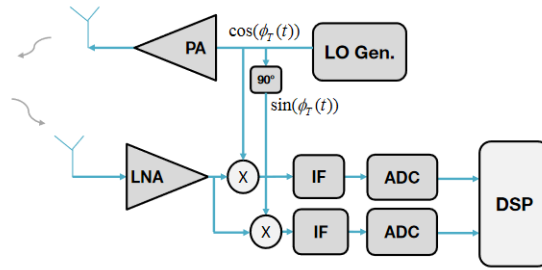 PA
cos(ϕ_T(t))
LO Gen.
90°
sin(ϕ_T(t))
LNA
X
IF
ADC
DSP
X
IF
ADC